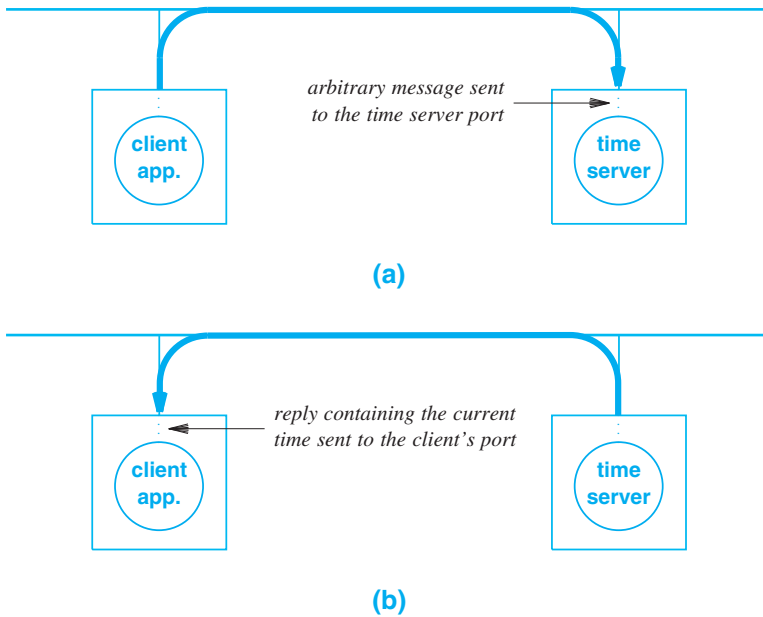 arbitrary message sent
to the time server port
client
app.
time
server
(a)
reply containing the current
time sent to the client's port
client
app.
time
server
(b)